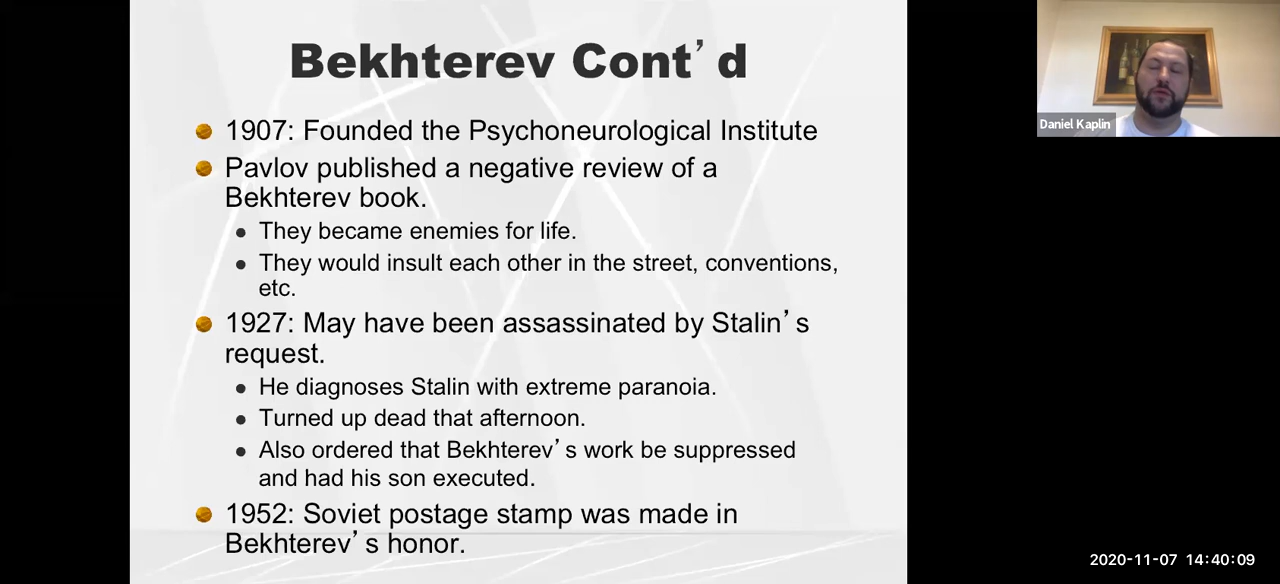 Bekhterev Cont’d
1907: Founded the Psychoneurological Institute
Pavlov published a negative review of a
Bekhterev book.
They became enemies for life.
They would insult each other in the street, conventions,
etc.
1927: May have been assassinated by Stalin’s
request.
He diagnoses Stalin with extreme paranoia.
Turned up dead that afternoon.
Also ordered that Bekhterev’s work be suppressed
and had his son executed.
1952: Soviet postage stamp was made in
Bekhterev’s honor.
Daniel Kaplin
2020-11-07 14:40:09